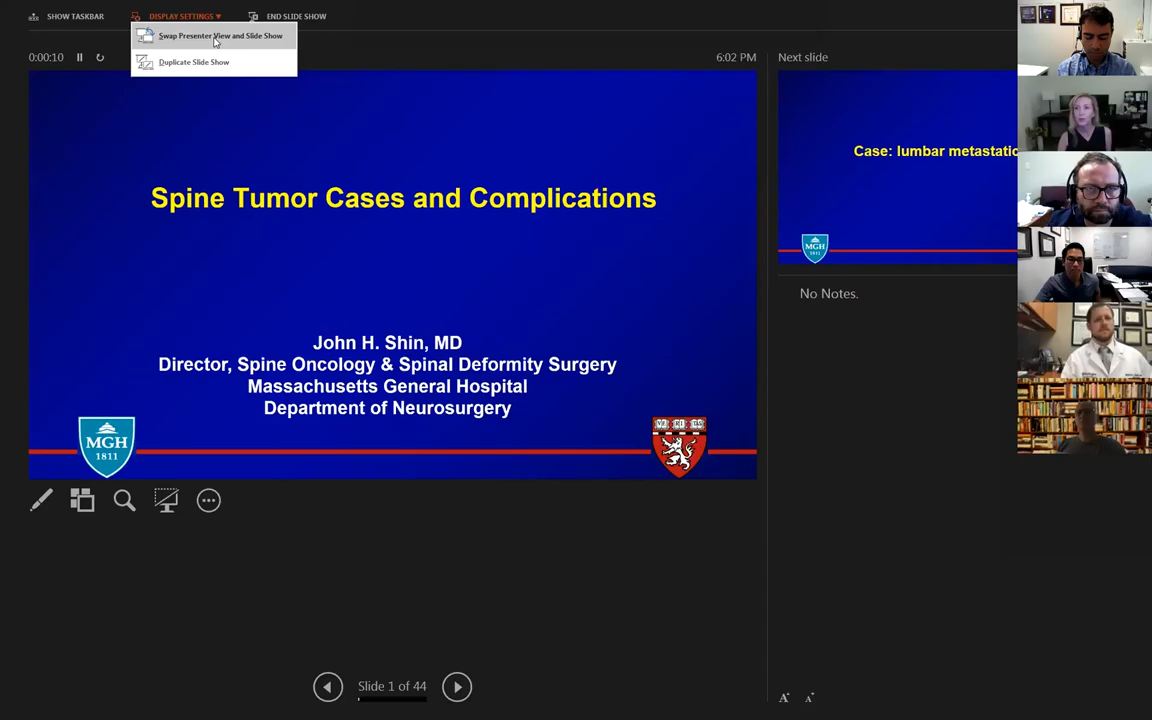 SHOW TASKBAR
DISPLAY SETTINGS ▼
END SLIDE SHOW
Swap Presenter View and Slide Show
Duplicate Slide Show
0:00:10
6:02 PM
Next slide
Spine Tumor Cases and Complications
John H. Shin, MD
Director, Spine Oncology & Spinal Deformity Surgery
Massachusetts General Hospital
Department of Neurosurgery
MGH
1811
Case: lumbar metastatic
MGH
1811
No Notes.
Slide 1 of 44
A
A